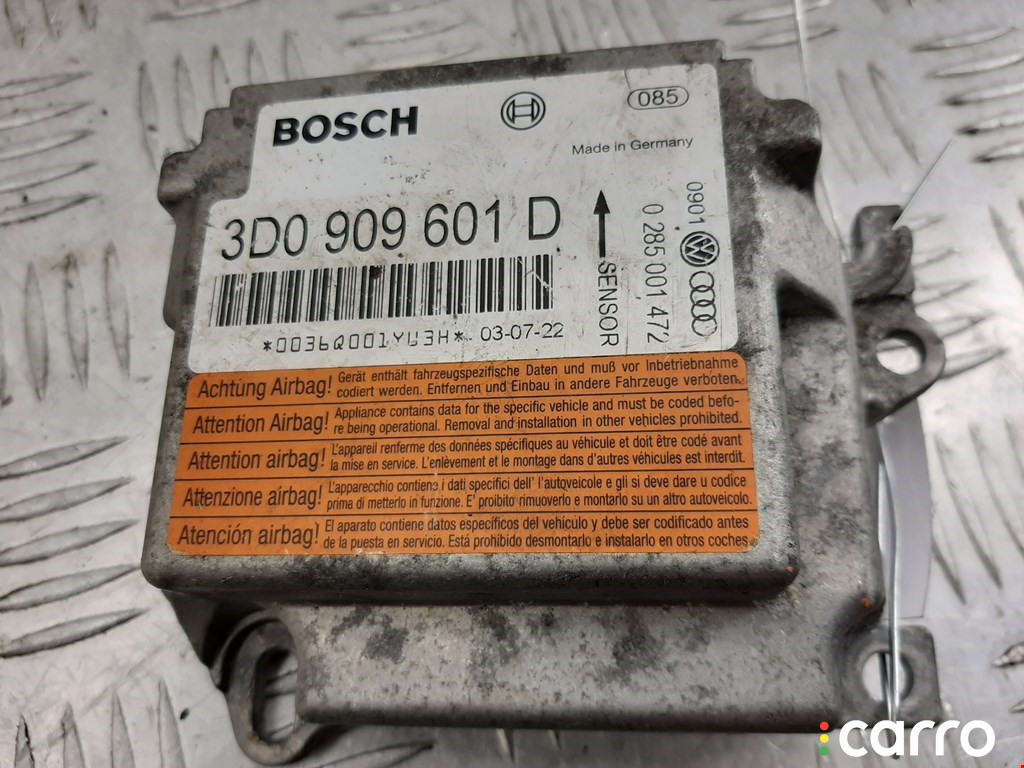 BOSCH
085
Made in Germany
3D0 909 601 D
SENSOR
0 285 001 472
0901
*0036Q001YU3H* 03-07-22
Achtung Airbag! Gerät enthält fahrzeugspezifische Daten und muß vor Inbetriebnahme
codiert werden. Entfernen und Einbau in andere Fahrzeuge verboten.
Attention Airbag! Appliance contains data for the specific vehicle and must be coded befo-
re being operational. Removal and installation in other vehicles prohibited.
Attention airbag! L'appareil renferme des données spécifiques au véhicule et doit être codé avant
la mise en service. L'enlèvement et le montage dans d'autres véhicules est interdit.
Attenzione airbag! L'apparecchio contiene i dati specifici dell' l'autoveicole e gli si deve dare u codice
prima di metterlo in funzione. E' proibito rimuoverlo e montarlo su un altro autoveicolo.
Atención airbag! El aparato contiene datos específicos del vehículo y debe ser codificado antes
de la puesta en servicio. Está prohibido desmontarlo e instalarlo en otros coches.
carro